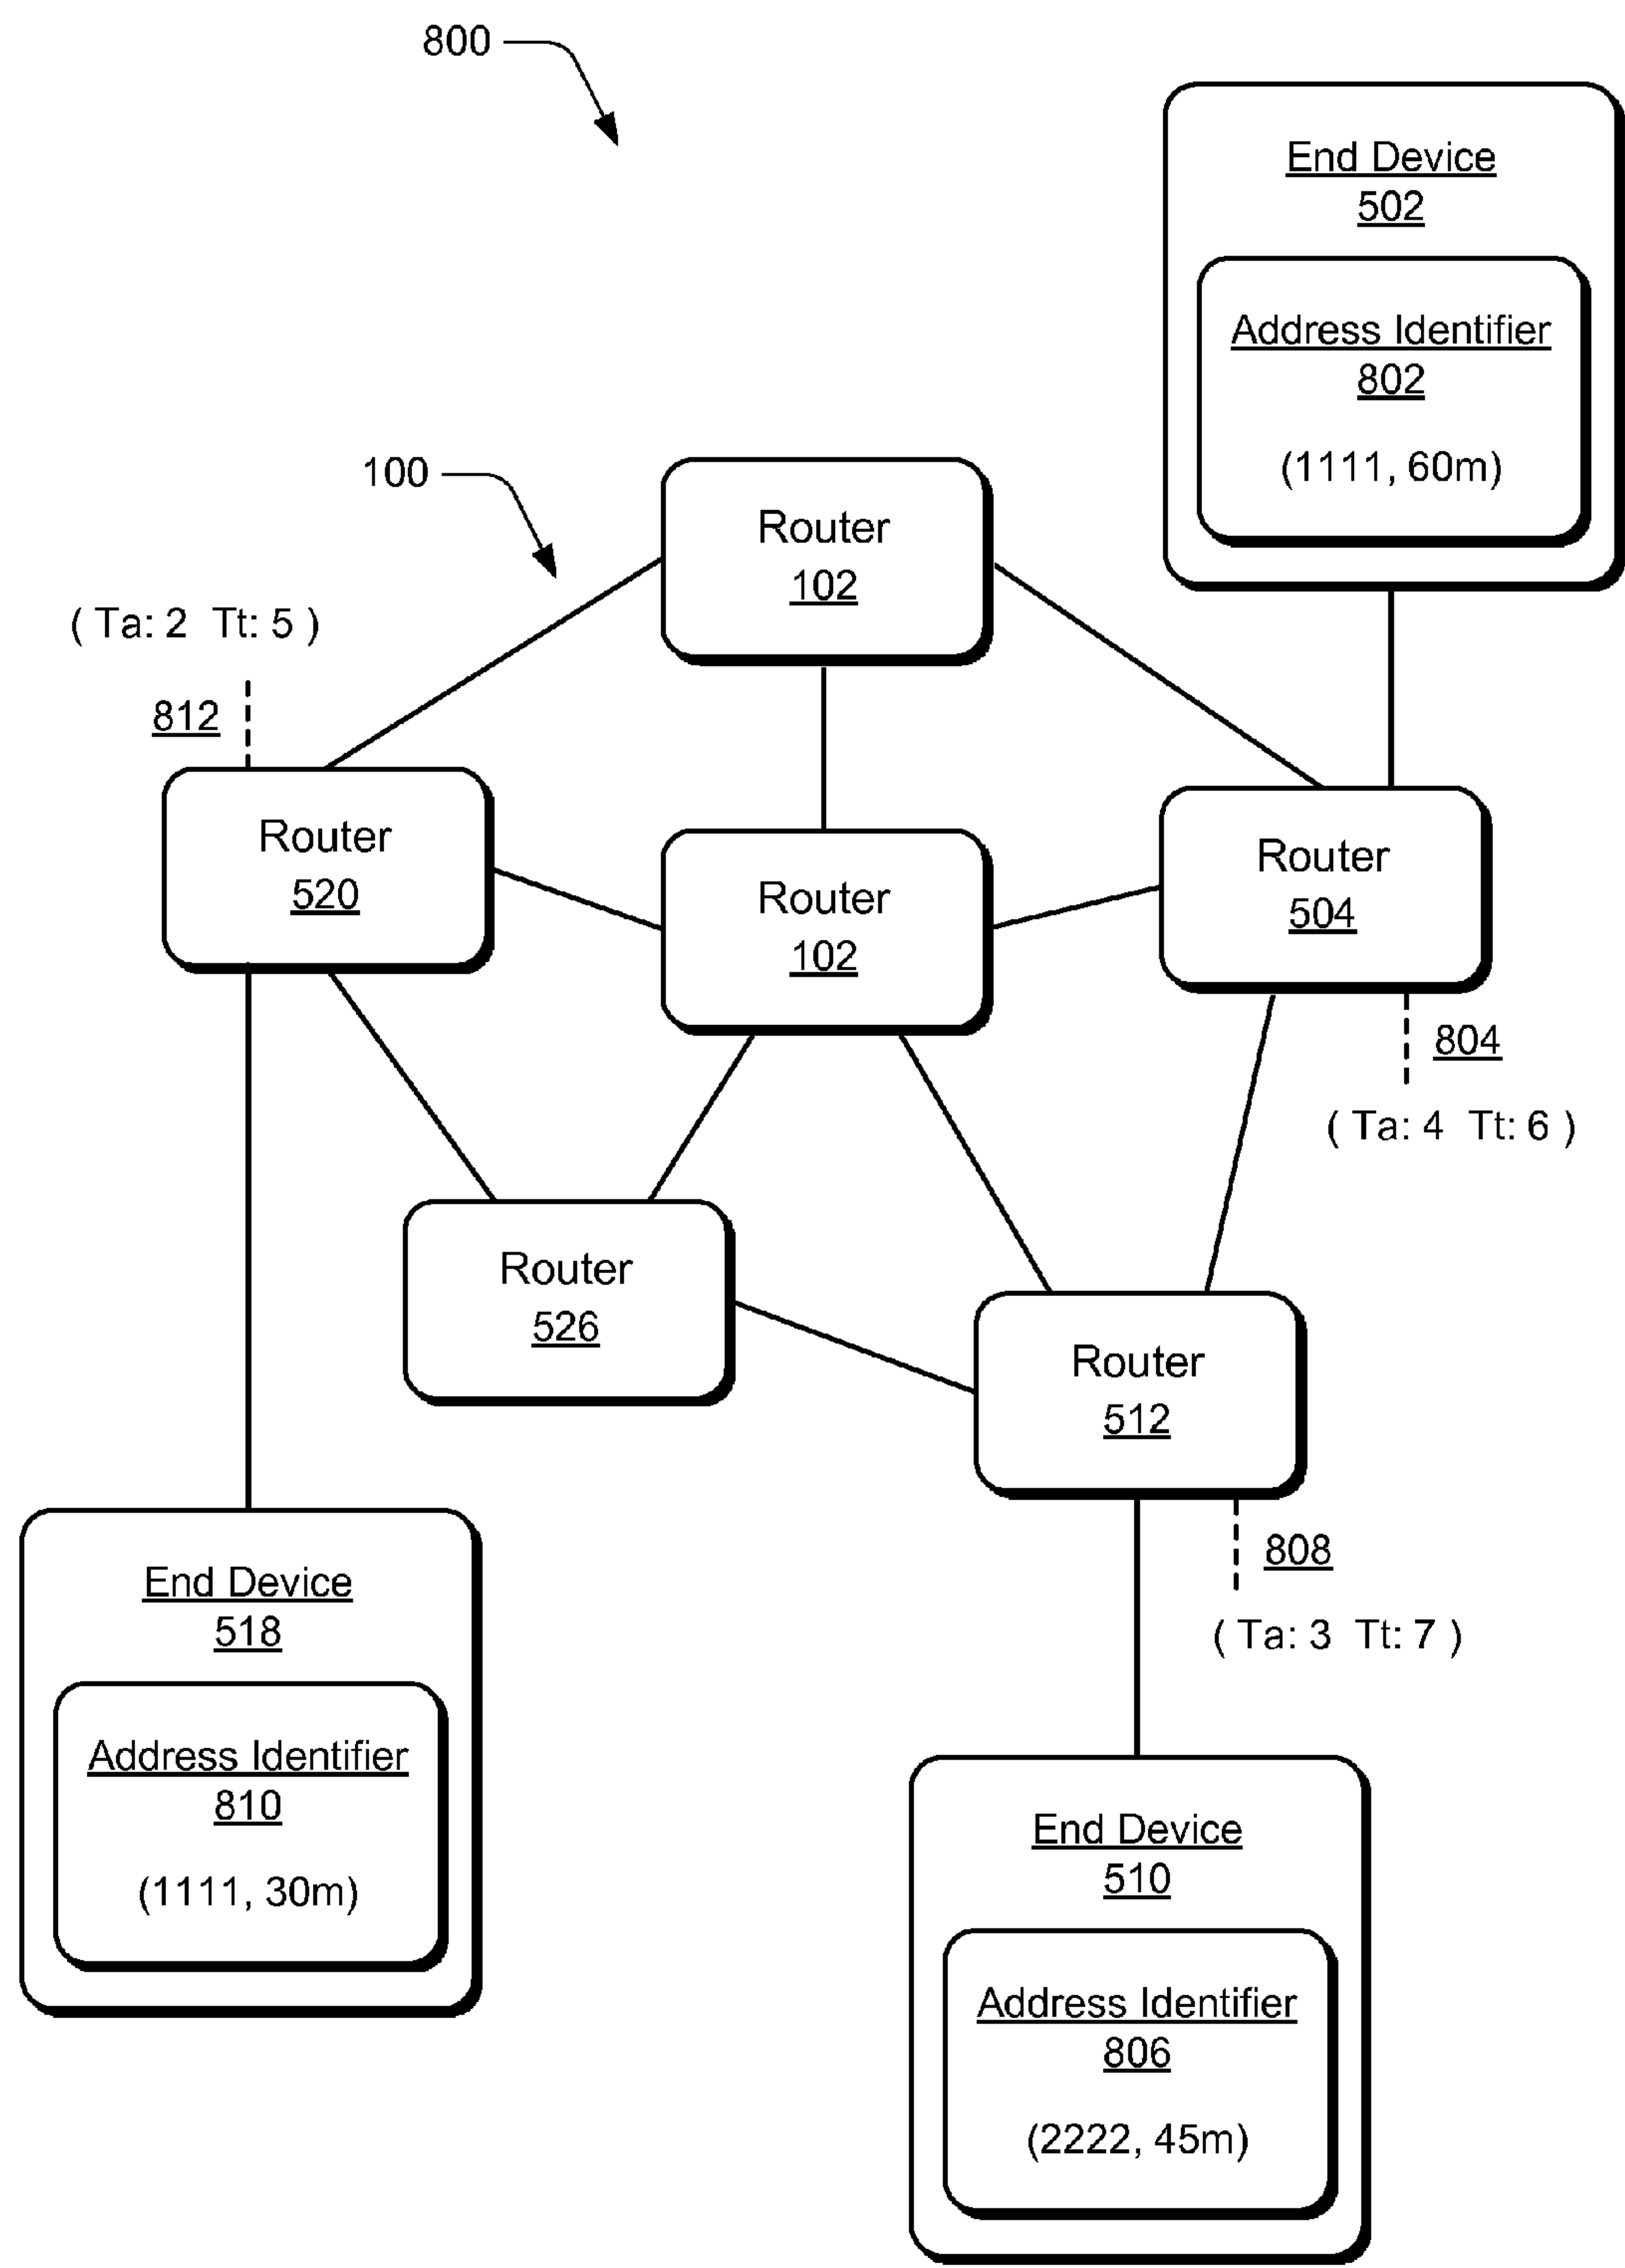 800
End Device
502
Address Identifier
802
(1111, 60m)
100
Router
102
( Ta: 2 Tt: 5 )
812
Router
520
Router
102
Router
504
804
( Ta: 4 Tt: 6 )
Router
526
Router
512
808
( Ta: 3 Tt: 7 )
End Device
518
Address Identifier
810
(1111, 30m)
End Device
510
Address Identifier
806
(2222, 45m)